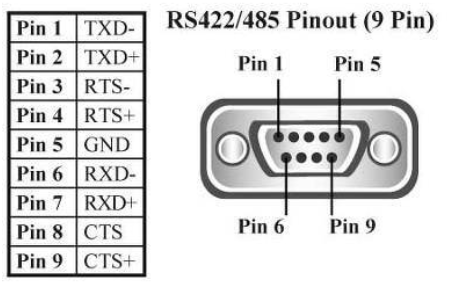 RS422/485 Pinout (9 Pin)
Pin 1 TXD-
Pin 2 TXD+
Pin 3 RTS-
Pin 4 RTS+
Pin 5 GND
Pin 6 RXD-
Pin 7 RXD+
Pin 8 CTS
Pin 9 CTS+
Pin 1 Pin 5
Pin 6 Pin 9